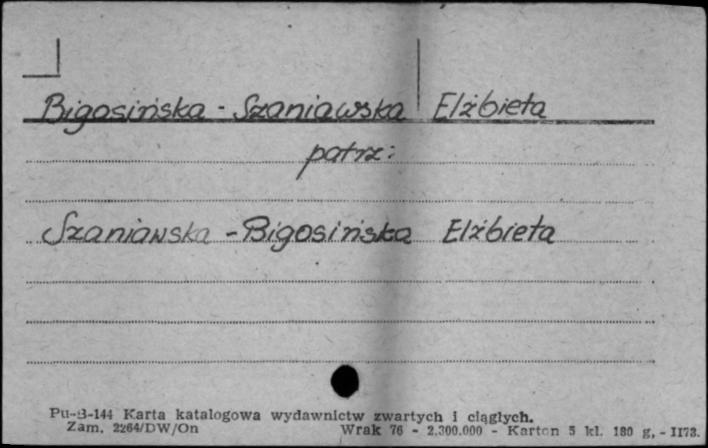 Bigosińska - Szaniawska Elżbieta
patrz:
Szaniawska - Bigosińska Elżbieta
Pu-B-144 Karta katalogowa wydawnictw zwartych i ciągłych.
Zam. 2264/DW/On Wrak 76 - 2.300.000 - Karton 5 kl. 180 g. - II73.